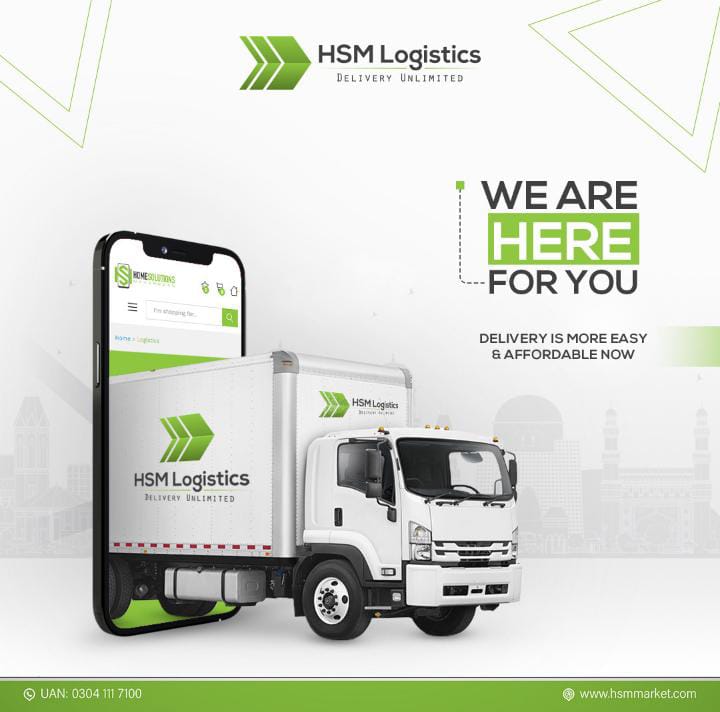 HSM Logistics
DELIVERY UNLIMITED
WE ARE
HERE
FOR YOU
DELIVERY IS MORE EASY
& AFFORDABLE NOW
HOMESOLUTIONS
I'm shopping for...
Home > Logistics
HSM Logistics
DELIVERY UNLIMITED
HSM Logistics
DELIVERY UNLIMITED
UAN: 0304 111 7100
www.hsmmarket.com